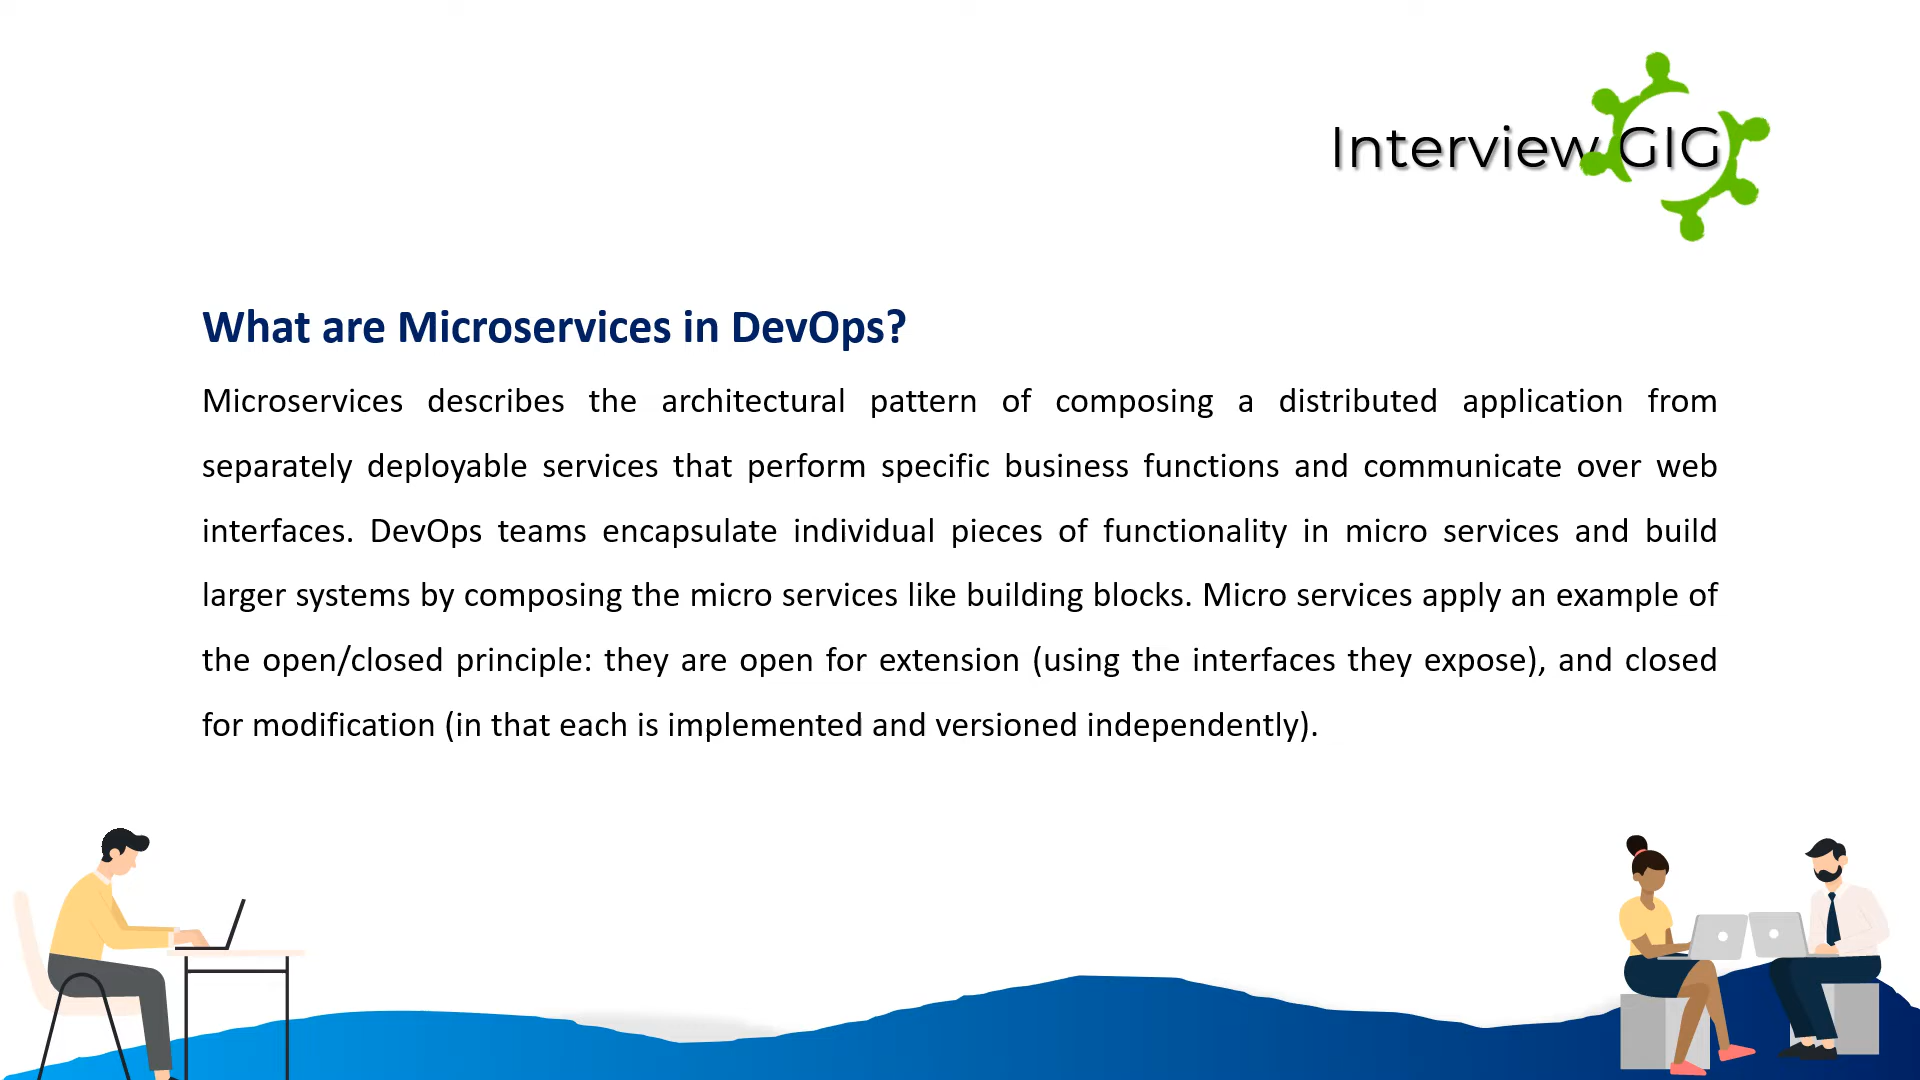 Interview GIG
What are Microservices in DevOps?
Microservices describes the architectural pattern of composing a distributed application from
separately deployable services that perform specific business functions and communicate over web
interfaces. DevOps teams encapsulate individual pieces of functionality in micro services and build
larger systems by composing the micro services like building blocks. Micro services apply an example of
the open/closed principle: they are open for extension (using the interfaces they expose), and closed
for modification (in that each is implemented and versioned independently).